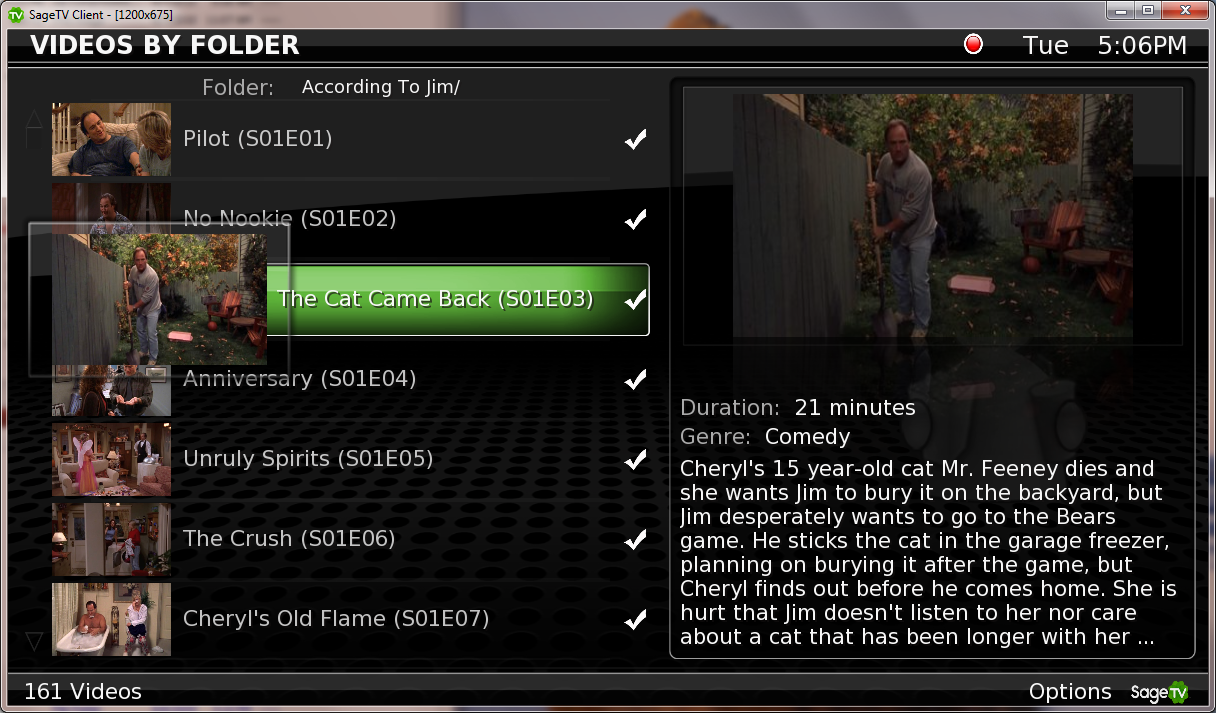 SageTV Client - [1200x675]
VIDEOS BY FOLDER
Tue 5:06PM
Folder: According To Jim/
Pilot (S01E01)
No Nookie (S01E02)
The Cat Came Back (S01E03)
Anniversary (S01E04)
Unruly Spirits (S01E05)
The Crush (S01E06)
Cheryl's Old Flame (S01E07)
Duration: 21 minutes
Genre: Comedy
Cheryl's 15 year-old cat Mr. Feeney dies and
she wants Jim to bury it on the backyard, but
Jim desperately wants to go to the Bears
game. He sticks the cat in the garage freezer,
planning on burying it after the game, but
Cheryl finds out before he comes home. She is
hurt that Jim doesn't listen to her nor care
about a cat that has been longer with her ...
161 Videos
Options SageTV